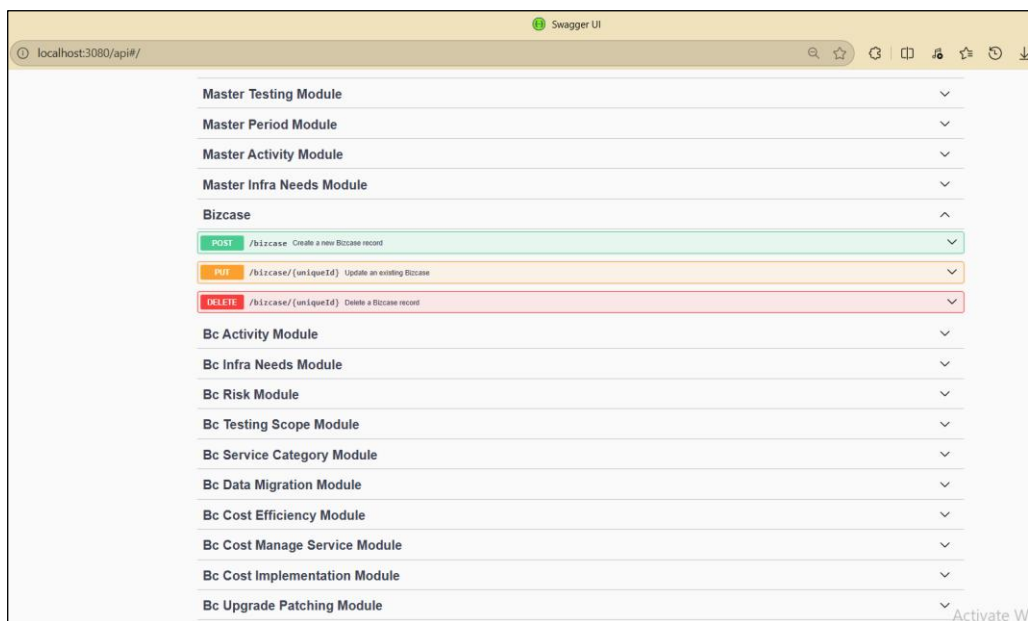 Swagger UI
localhost:3080/api#/
Master Testing Module
Master Period Module
Master Activity Module
Master Infra Needs Module
Bizcase
POST /bizcase Create a new Bizcase record
PUT /bizcase/{uniqueId} Update an existing Bizcase
DELETE /bizcase/{uniqueId} Delete a Bizcase record
Bc Activity Module
Bc Infra Needs Module
Bc Risk Module
Bc Testing Scope Module
Bc Service Category Module
Bc Data Migration Module
Bc Cost Efficiency Module
Bc Cost Manage Service Module
Bc Cost Implementation Module
Bc Upgrade Patching Module
Activate W